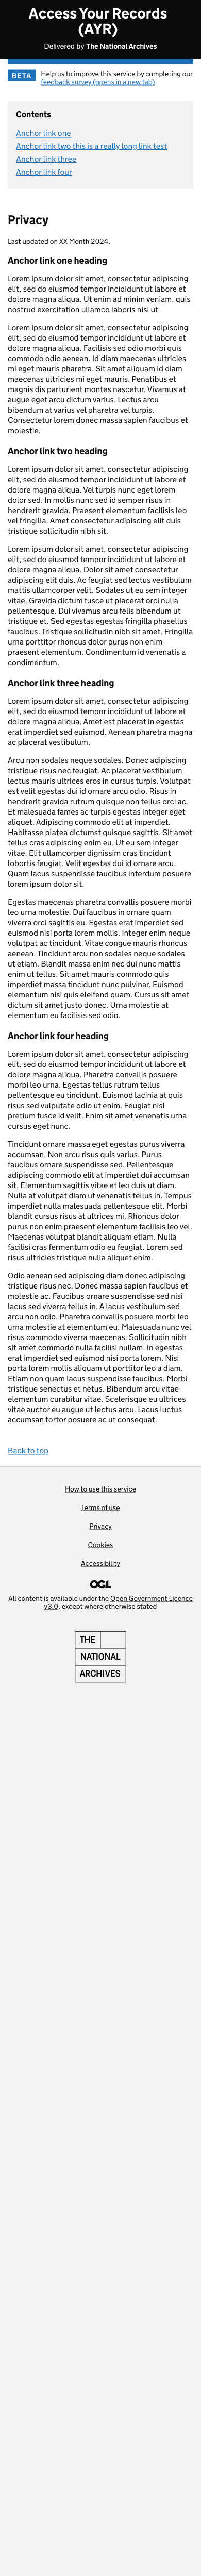 Access Your Records
(AYR)
Delivered by The National Archives
BETA
Help us to improve this service by completing our
feedback survey (opens in a new tab)
Contents
Anchor link one
Anchor link two this is a really long link test
Anchor link three
Anchor link four
Privacy
Last updated on XX Month 2024.
Anchor link one heading
Lorem ipsum dolor sit amet, consectetur adipiscing
elit, sed do eiusmod tempor incididunt ut labore et
dolore magna aliqua. Ut enim ad minim veniam, quis
nostrud exercitation ullamco laboris nisi ut
Lorem ipsum dolor sit amet, consectetur adipiscing
elit, sed do eiusmod tempor incididunt ut labore et
dolore magna aliqua. Facilisis sed odio morbi quis
commodo odio aenean. Id diam maecenas ultricies
mi eget mauris pharetra. Sit amet aliquam id diam
maecenas ultricies mi eget mauris. Penatibus et
magnis dis parturient montes nascetur. Vivamus at
augue eget arcu dictum varius. Lectus arcu
bibendum at varius vel pharetra vel turpis.
Consectetur lorem donec massa sapien faucibus et
molestie.
Anchor link two heading
Lorem ipsum dolor sit amet, consectetur adipiscing
elit, sed do eiusmod tempor incididunt ut labore et
dolore magna aliqua. Vel turpis nunc eget lorem
dolor sed. In mollis nunc sed id semper risus in
hendrerit gravida. Praesent elementum facilisis leo
vel fringilla. Amet consectetur adipiscing elit duis
tristique sollicitudin nibh sit.
Lorem ipsum dolor sit amet, consectetur adipiscing
elit, sed do eiusmod tempor incididunt ut labore et
dolore magna aliqua. Dolor sit amet consectetur
adipiscing elit duis. Ac feugiat sed lectus vestibulum
mattis ullamcorper velit. Sodales ut eu sem integer
vitae. Gravida dictum fusce ut placerat orci nulla
pellentesque. Dui vivamus arcu felis bibendum ut
tristique et. Sed egestas egestas fringilla phasellus
faucibus. Tristique sollicitudin nibh sit amet. Fringilla
urna porttitor rhoncus dolor purus non enim
praesent elementum. Condimentum id venenatis a
condimentum.
Anchor link three heading
Lorem ipsum dolor sit amet, consectetur adipiscing
elit, sed do eiusmod tempor incididunt ut labore et
dolore magna aliqua. Amet est placerat in egestas
erat imperdiet sed euismod. Aenean pharetra magna
ac placerat vestibulum.
Arcu non sodales neque sodales. Donec adipiscing
tristique risus nec feugiat. Ac placerat vestibulum
lectus mauris ultrices eros in cursus turpis. Volutpat
est velit egestas dui id ornare arcu odio. Risus in
hendrerit gravida rutrum quisque non tellus orci ac.
Et malesuada fames ac turpis egestas integer eget
aliquet. Adipiscing commodo elit at imperdiet.
Habitasse platea dictumst quisque sagittis. Sit amet
tellus cras adipiscing enim eu. Ut eu sem integer
vitae. Elit ullamcorper dignissim cras tincidunt
lobortis feugiat. Velit egestas dui id ornare arcu.
Quam lacus suspendisse faucibus interdum posuere
lorem ipsum dolor sit.
Egestas maecenas pharetra convallis posuere morbi
leo urna molestie. Dui faucibus in ornare quam
viverra orci sagittis eu. Egestas erat imperdiet sed
euismod nisi porta lorem mollis. Integer enim neque
volutpat ac tincidunt. Vitae congue mauris rhoncus
aenean. Tincidunt arcu non sodales neque sodales
ut etiam. Blandit massa enim nec dui nunc mattis
enim ut tellus. Sit amet mauris commodo quis
imperdiet massa tincidunt nunc pulvinar. Euismod
elementum nisi quis eleifend quam. Cursus sit amet
dictum sit amet justo donec. Urna molestie at
elementum eu facilisis sed odio.
Anchor link four heading
Lorem ipsum dolor sit amet, consectetur adipiscing
elit, sed do eiusmod tempor incididunt ut labore et
dolore magna aliqua. Pharetra convallis posuere
morbi leo urna. Egestas tellus rutrum tellus
pellentesque eu tincidunt. Euismod lacinia at quis
risus sed vulputate odio ut enim. Feugiat nisl
pretium fusce id velit. Enim sit amet venenatis urna
cursus eget nunc.
Tincidunt ornare massa eget egestas purus viverra
accumsan. Non arcu risus quis varius. Purus
faucibus ornare suspendisse sed. Pellentesque
adipiscing commodo elit at imperdiet dui accumsan
sit. Elementum sagittis vitae et leo duis ut diam.
Nulla at volutpat diam ut venenatis tellus in. Tempus
imperdiet nulla malesuada pellentesque elit. Morbi
blandit cursus risus at ultrices mi. Rhoncus dolor
purus non enim praesent elementum facilisis leo vel.
Maecenas volutpat blandit aliquam etiam. Nulla
facilisi cras fermentum odio eu feugiat. Lorem sed
risus ultricies tristique nulla aliquet enim.
Odio aenean sed adipiscing diam donec adipiscing
tristique risus nec. Donec massa sapien faucibus et
molestie ac. Faucibus ornare suspendisse sed nisi
lacus sed viverra tellus in. A lacus vestibulum sed
arcu non odio. Pharetra convallis posuere morbi leo
urna molestie at elementum eu. Malesuada nunc vel
risus commodo viverra maecenas. Sollicitudin nibh
sit amet commodo nulla facilisi nullam. In egestas
erat imperdiet sed euismod nisi porta lorem. Nisi
porta lorem mollis aliquam ut porttitor leo a diam.
Etiam non quam lacus suspendisse faucibus. Morbi
tristique senectus et netus. Bibendum arcu vitae
elementum curabitur vitae. Scelerisque eu ultrices
vitae auctor eu augue ut lectus arcu. Lacus luctus
accumsan tortor posuere ac ut consequat.
Back to top
How to use this service
Terms of use
Privacy
Cookies
Accessibility
OGL
All content is available under the Open Government Licence
v3.0, except where otherwise stated
THE
NATIONAL
ARCHIVES